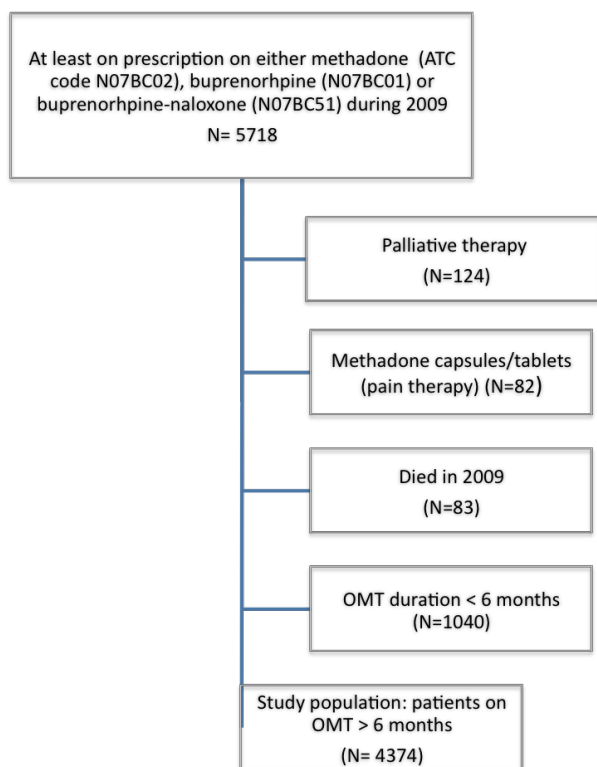 At least on prescription on either methadone (ATC
code N07BC02), buprenorhpine (N07BC01) or
buprenorhpine-naloxone (N07BC51) during 2009
N= 5718
Palliative therapy
(N=124)
Methadone capsules/tablets
(pain therapy) (N=82)
Died in 2009
(N=83)
OMT duration < 6 months
(N=1040)
Study population: patients on
OMT > 6 months
(N= 4374)